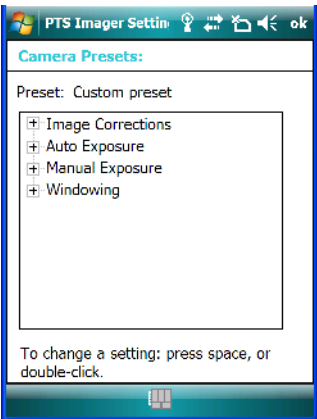 PTS Imager Settin
ok
Camera Presets:
Preset: Custom preset
Image Corrections
Auto Exposure
Manual Exposure
Windowing
To change a setting: press space, or
double-click.